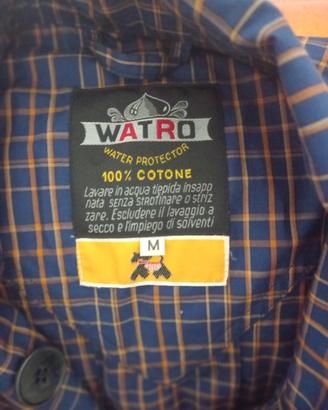 WATRO
WATER PROTECTOR
100% COTONE
Lavare in acqua tiepida insapo
nata senza strofinare o striz
zare. Escludere il lavaggio a
secco e l'impiego di solventi
M